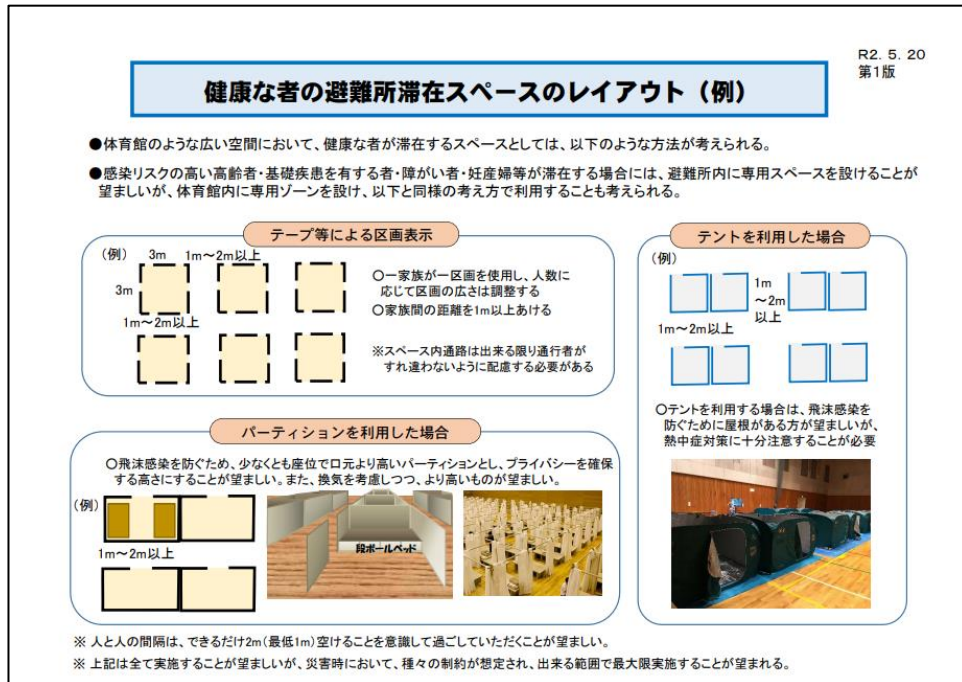 R2. 5. 20
第1版
健康な者の避難所滞在スペースのレイアウト（例）
●体育館のような広い空間において、健康な者が滞在するスペースとしては、以下のような方法が考えられる。
●感染リスクの高い高齢者・基礎疾患を有する者・障がい者・妊産婦等が滞在する場合には、避難所内に専用スペースを設けることが
望ましいが、体育館内に専用ゾーンを設け、以下と同様の考え方で利用することも考えられる。
テープ等による区画表示
（例） 3m 1m～2m以上
3m
1m～2m以上
○一家族が一区画を使用し、人数に
応じて区画の広さは調整する
○家族間の距離を1m以上あける
※スペース内通路は出来る限り通行者が
すれ違わないように配慮する必要がある
テントを利用した場合
（例）
1m
～2m
以上
1m～2m以上
○テントを利用する場合は、飛沫感染を
防ぐために屋根がある方が望ましいが、
熱中症対策に十分注意することが必要
パーティションを利用した場合
○飛沫感染を防ぐため、少なくとも座位で口元より高いパーティションとし、プライバシーを確保
する高さにすることが望ましい。また、換気を考慮しつつ、より高いものが望ましい。
（例）
1m～2m以上
段ボールベッド
※ 人と人の間隔は、できるだけ2m（最低1m）空けることを意識して過ごしていただくことが望ましい。
※ 上記は全て実施することが望ましいが、災害時において、種々の制約が想定され、出来る範囲で最大限実施することが望まれる。